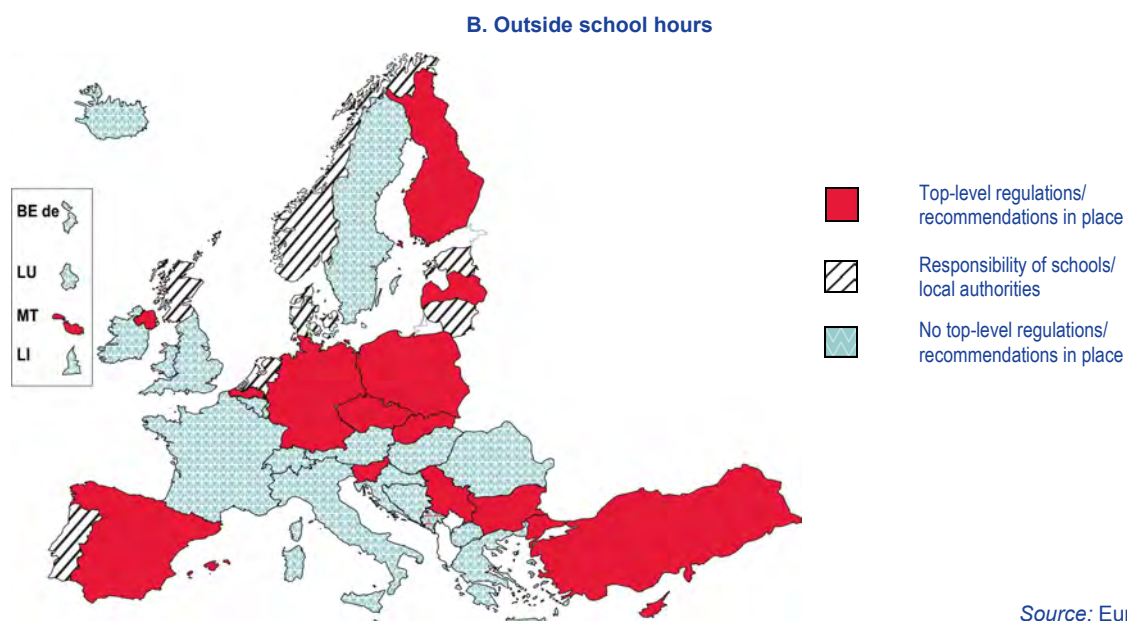 B. Outside school hours
BE de
LU
MT
LI
Top-level regulations/
recommendations in place
Responsibility of schools/
local authorities
No top-level regulations/
recommendations in place
Source: Eur